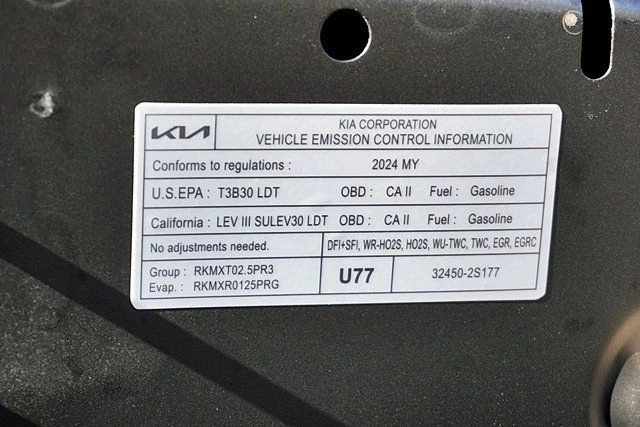 KIA
KIA CORPORATION
VEHICLE EMISSION CONTROL INFORMATION
Conforms to regulations : 2024 MY
U.S.EPA : T3B30 LDT OBD : CA II Fuel : Gasoline
California : LEV III SULEV30 LDT OBD : CA II Fuel : Gasoline
No adjustments needed. DFI+SFI, WR-HO2S, HO2S, WU-TWC, TWC, EGR, EGRC
Group : RKMXT02.5PR3
Evap. : RKMXR0125PRG
U77
32450-2S177